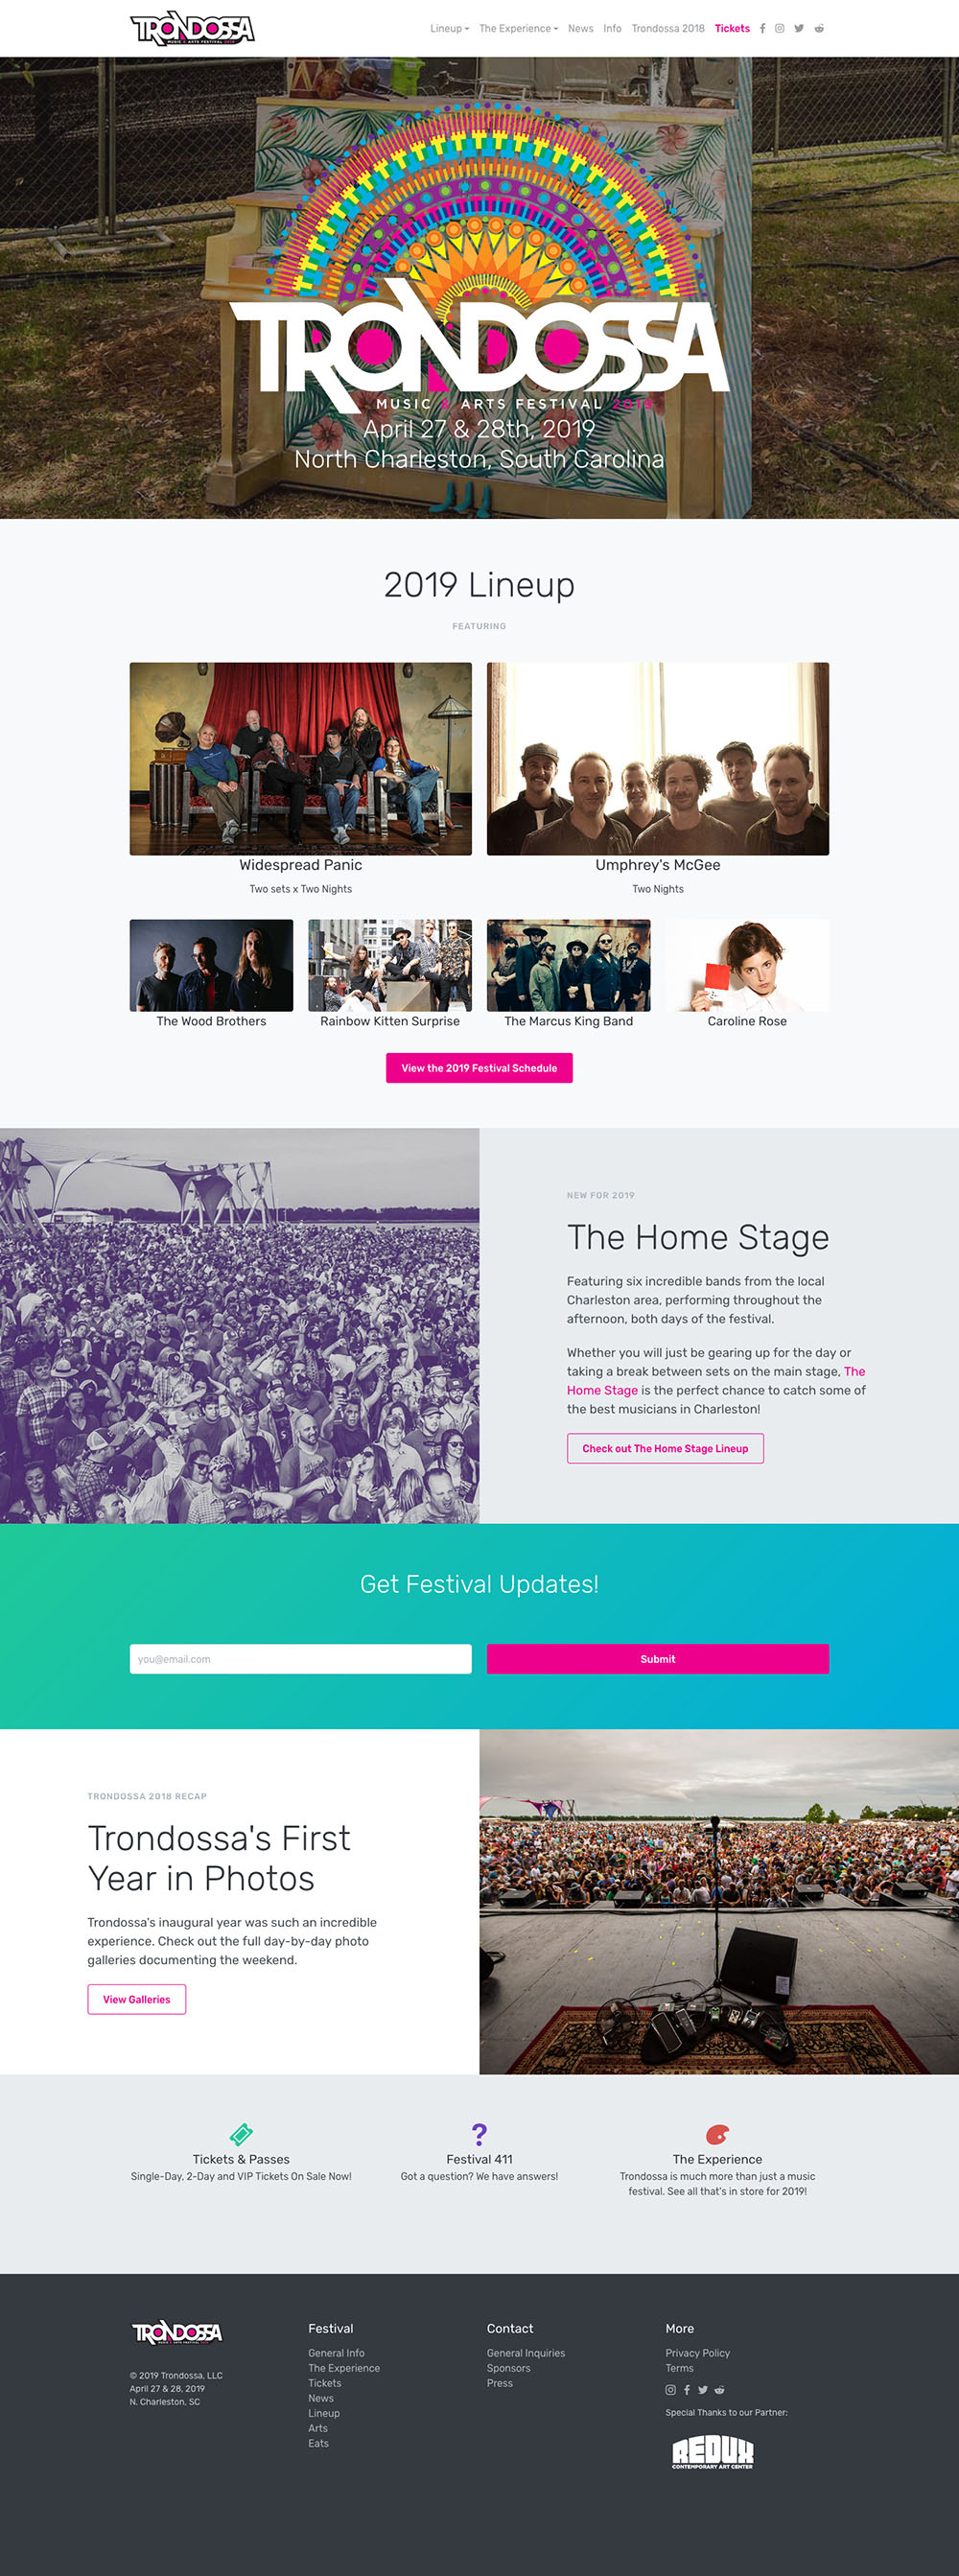 TRONDOSSA
MUSIC & ARTS FESTIVAL 2019
Lineup
The Experience
News
Info
Trondossa 2018
Tickets
TRONDOSSA
MUSIC & ARTS FESTIVAL 2019
April 27 & 28th, 2019
North Charleston, South Carolina
2019 Lineup
FEATURING
Widespread Panic
Umphrey's McGee
Two sets x Two Nights
Two Nights
The Wood Brothers
Rainbow Kitten Surprise
The Marcus King Band
Caroline Rose
View the 2019 Festival Schedule
NEW FOR 2019
The Home Stage
Featuring six incredible bands from the local
Charleston area, performing throughout the
afternoon, both days of the festival.
Whether you will just be gearing up for the day or
taking a break between sets on the main stage, The
Home Stage is the perfect chance to catch some of
the best musicians in Charleston!
Check out The Home Stage Lineup
Get Festival Updates!
you@email.com
Submit
TRONDOSSA 2018 RECAP
Trondossa's First
Year in Photos
Trondossa's inaugural year was such an incredible
experience. Check out the full day-by-day photo
galleries documenting the weekend.
View Galleries
Tickets & Passes
Single-Day, 2-Day and VIP Tickets On Sale Now!
Festival 411
Got a question? We have answers!
The Experience
Trondossa is much more than just a music
festival. See all that's in store for 2019!
TRONDOSSA
MUSIC & ARTS FESTIVAL 2019
© 2019 Trondossa, LLC
April 27 & 28, 2019
N. Charleston, SC
Festival
General Info
The Experience
Tickets
News
Lineup
Arts
Eats
Contact
General Inquiries
Sponsors
Press
More
Privacy Policy
Terms
Special Thanks to our Partner:
REDUX
CONTEMPORARY ART CENTER